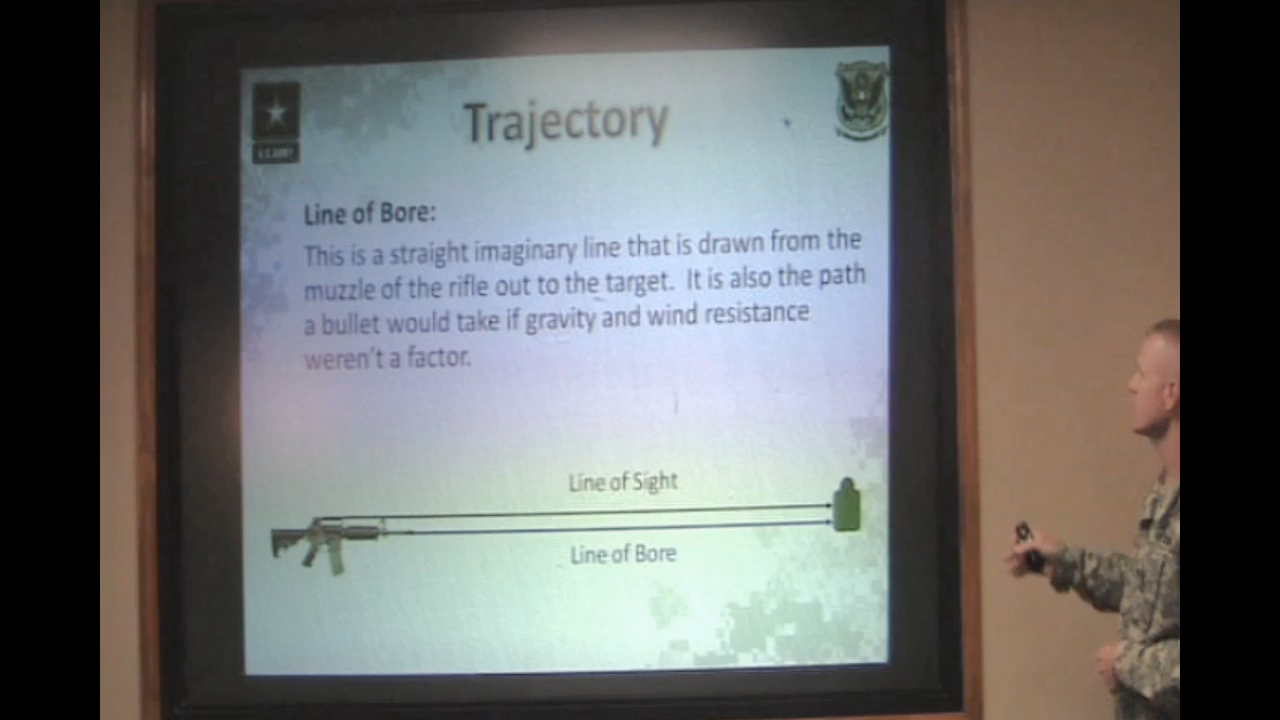 Trajectory
U.S. ARMY
Line of Bore:
This is a straight imaginary line that is drawn from the
muzzle of the rifle out to the target.  It is also the path
a bullet would take if gravity and wind resistance
weren't a factor.
Line of Sight
Line of Bore